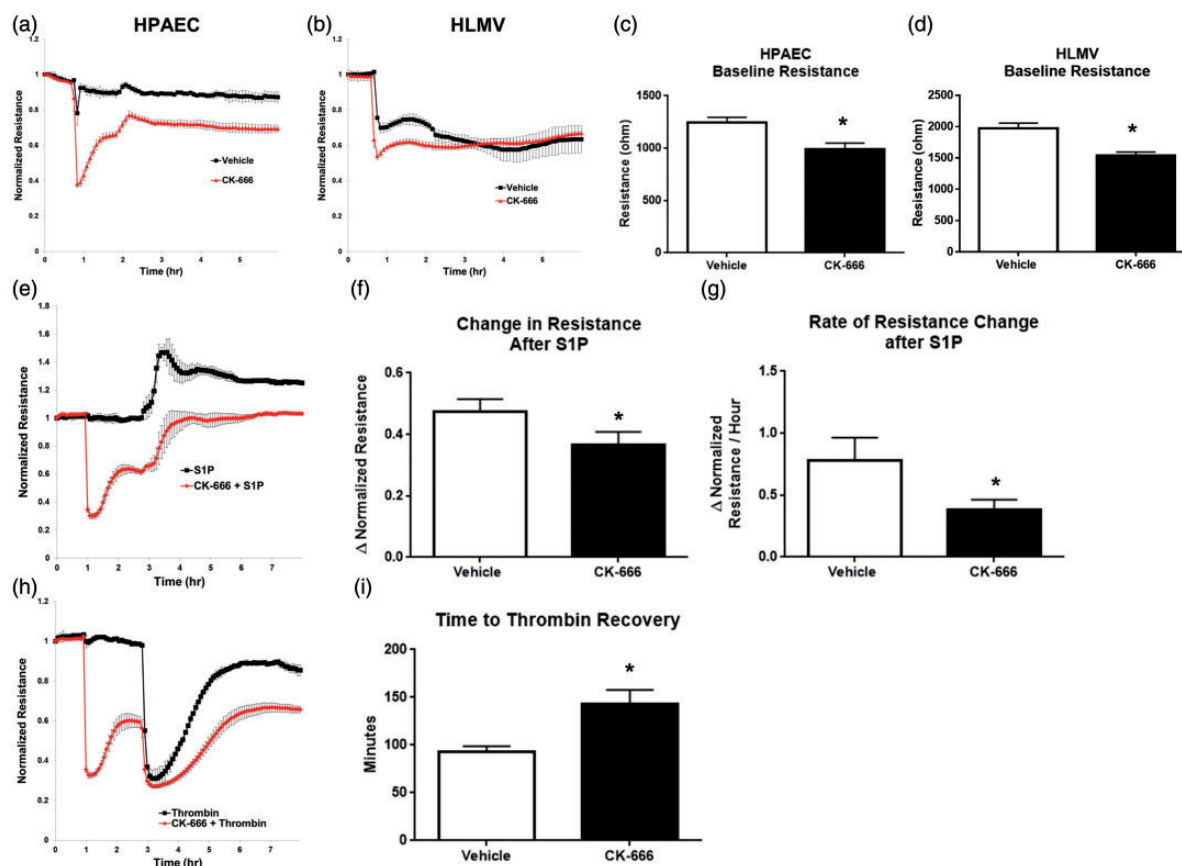 (a)
HPAEC
1.2
1
0.8
0.6
0.4
0.2
0
Normalized Resistance
Vehicle
CK-666
0
1
2
3
4
5
Time (hr)
(b)
HLMV
1.2
1
0.8
0.6
0.4
0.2
0
Normalized Resistance
Vehicle
CK-666
0
1
2
3
4
5
Time (hr)
(c)
HPAEC
Baseline Resistance
1500
1250
1000
500
0
Resistance (ohm)
*
Vehicle
CK-666
(d)
HLMV
Baseline Resistance
2500
2000
1500
1000
500
0
Resistance (ohm)
*
Vehicle
CK-666
(e)
1.8
1.6
1.4
1.2
1
0.8
0.6
0.4
0.2
0
Normalized Resistance
S1P
CK-666 + S1P
0
1
2
3
4
5
6
7
Time (hr)
(f)
Change in Resistance
After S1P
0.6
0.4
0.2
0.0
Δ Normalized Resistance
*
Vehicle
CK-666
(g)
Rate of Resistance Change
after S1P
1.5
1.0
0.5
0.0
Δ Normalized
Resistance / Hour
*
Vehicle
CK-666
(h)
1.2
1
0.8
0.6
0.4
0.2
0
Normalized Resistance
Thrombin
CK-666 + Thrombin
0
1
2
3
4
5
6
7
Time (hr)
(i)
Time to Thrombin Recovery
200
150
100
50
0
Minutes
*
Vehicle
CK-666